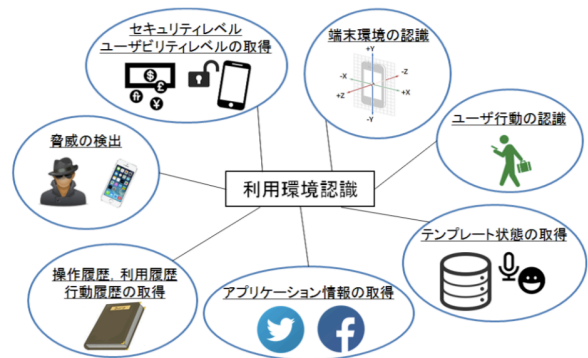 セキュリティレベル
ユーザビリティレベルの取得
端末環境の認識
+Y
-Z
-X
+X
+Z
-Y
ユーザ行動の認識
脅威の検出
利用環境認識
テンプレート状態の取得
操作履歴, 利用履歴
行動履歴の取得
アプリケーション情報の取得
$
£
¥